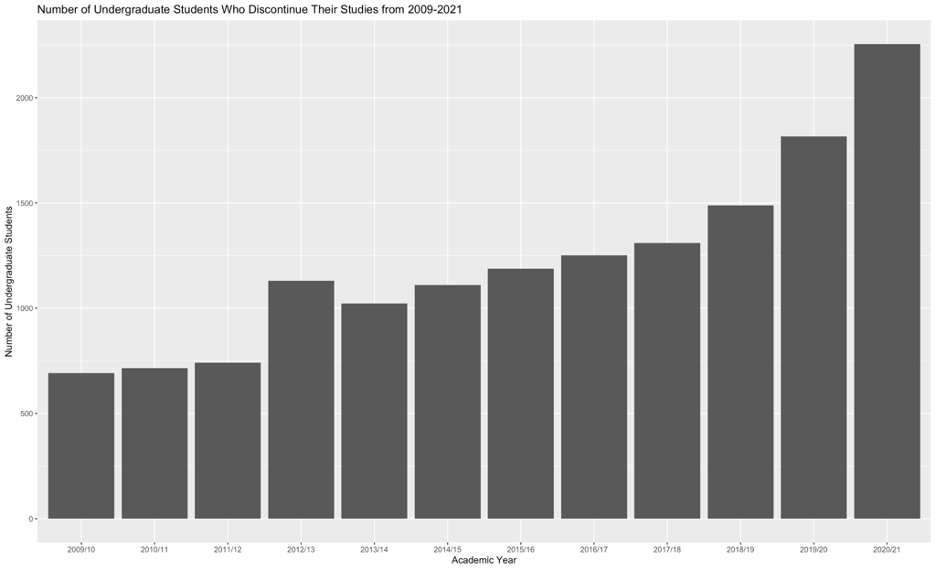 Number of Undergraduate Students Who Discontinue Their Studies from 2009-2021
Number of Undergraduate Students
2000
1500
1000
500
0
2009/10 2010/11 2011/12 2012/13 2013/14 2014/15 2015/16 2016/17 2017/18 2018/19 2019/20 2020/21
Academic Year